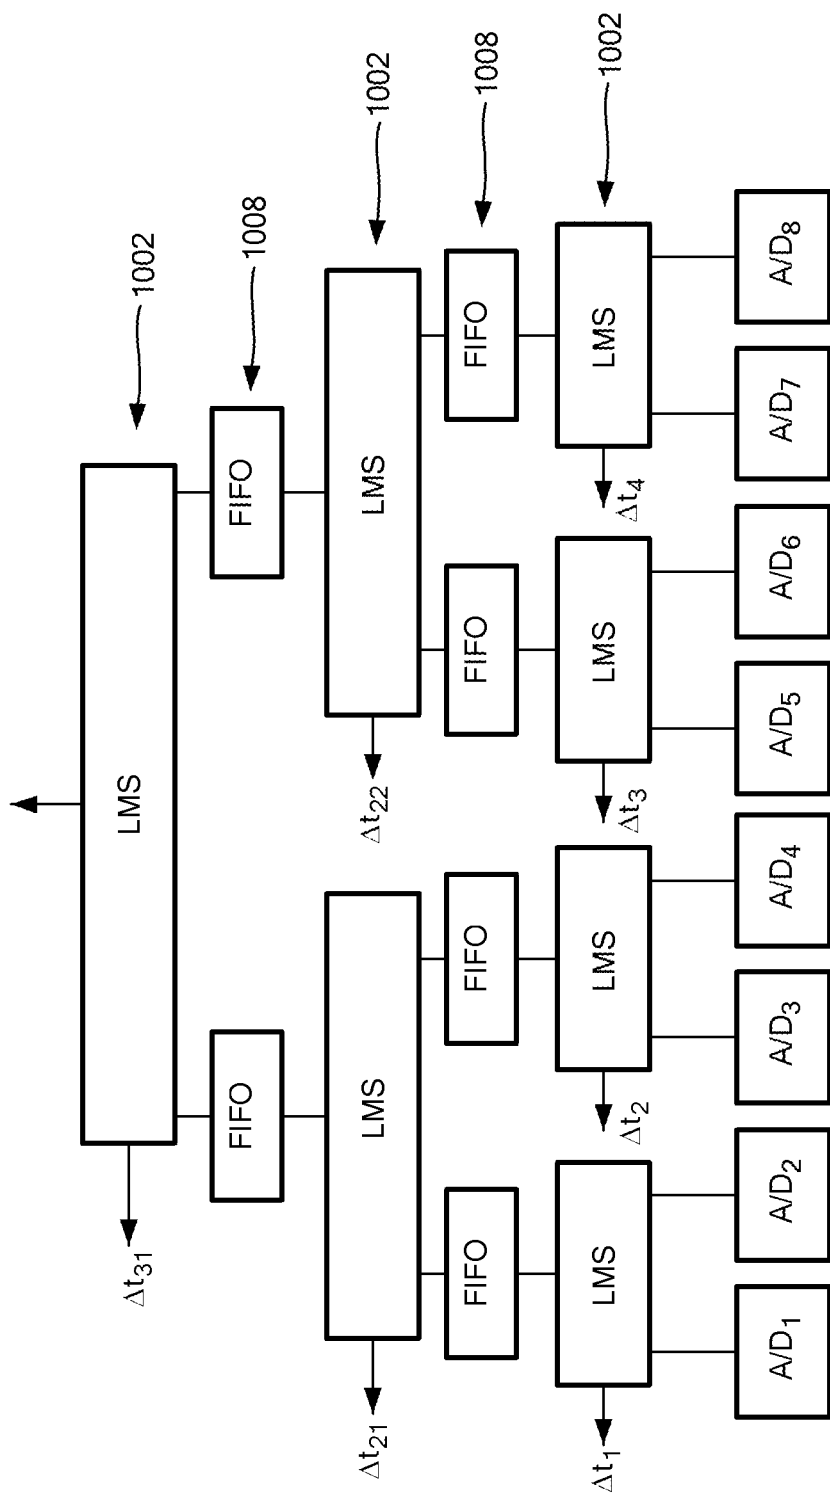 1002
LMS
Δt31
1008
FIFO
FIFO
1002
LMS
LMS
Δt21
Δt22
1008
FIFO
FIFO
FIFO
FIFO
1002
LMS
LMS
LMS
LMS
Δt1
Δt2
Δt3
Δt4
A/D1
A/D2
A/D3
A/D4
A/D5
A/D6
A/D7
A/D8